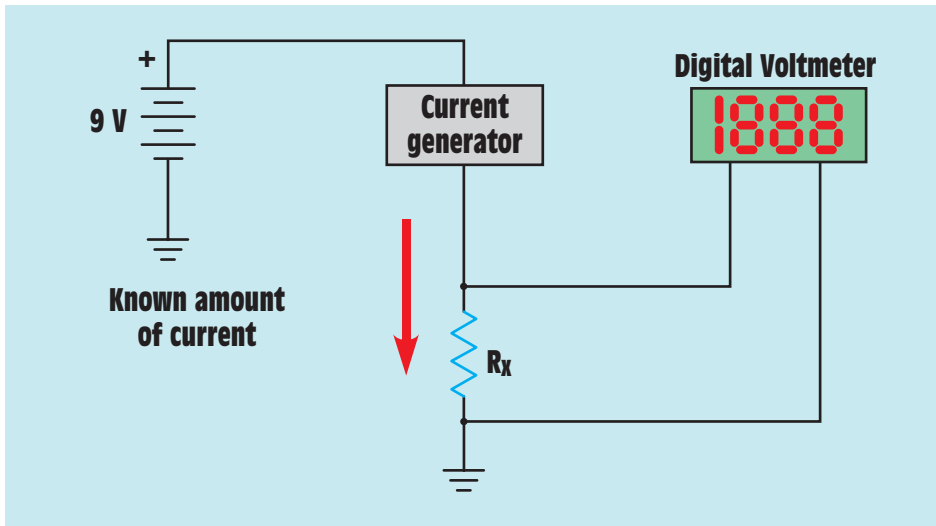 +
9 V
Current
generator
Digital Voltmeter
1888
Known amount
of current
Rx